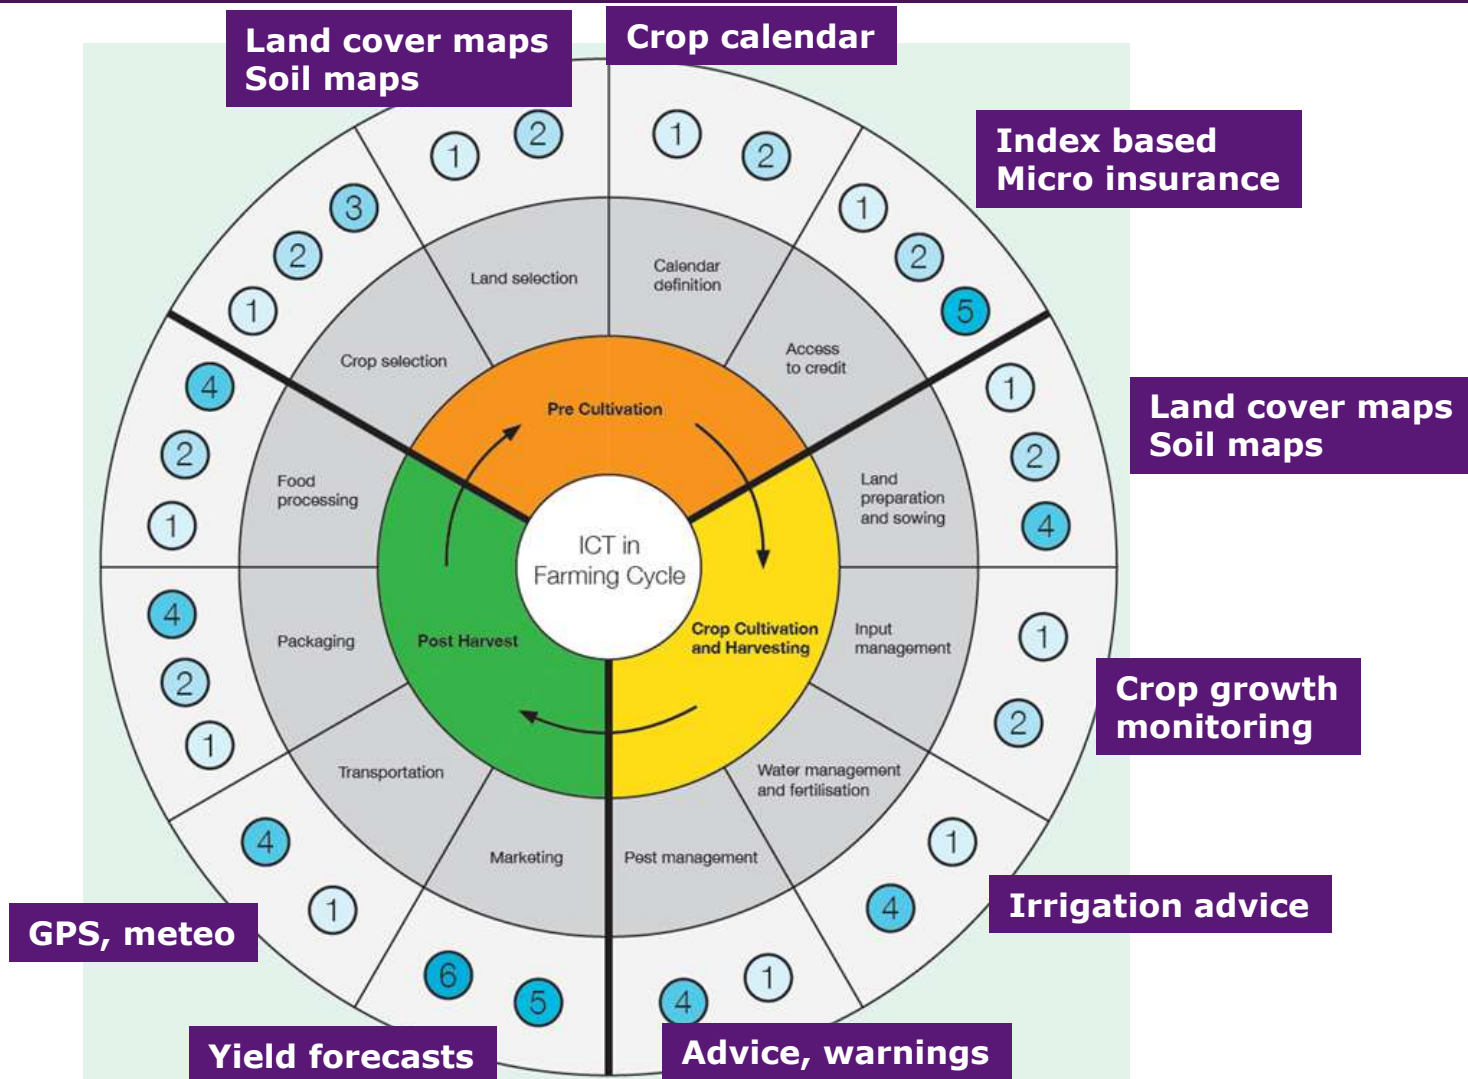 Land cover maps
Soil maps
Crop calendar
Index based
Micro insurance
Land cover maps
Soil maps
Crop growth
monitoring
Irrigation advice
Advice, warnings
Yield forecasts
GPS, meteo
1
2
1
2
1
2
5
1
2
4
1
2
1
4
1
4
5
6
1
4
1
2
4
1
2
4
1
2
3
Land selection
Calendar
definition
Access
to credit
Land
preparation
and sowing
Input
management
Water management
and fertilisation
Pest management
Marketing
Transportation
Packaging
Food
processing
Crop selection
Pre Cultivation
Crop Cultivation
and Harvesting
Post Harvest
ICT in
Farming Cycle